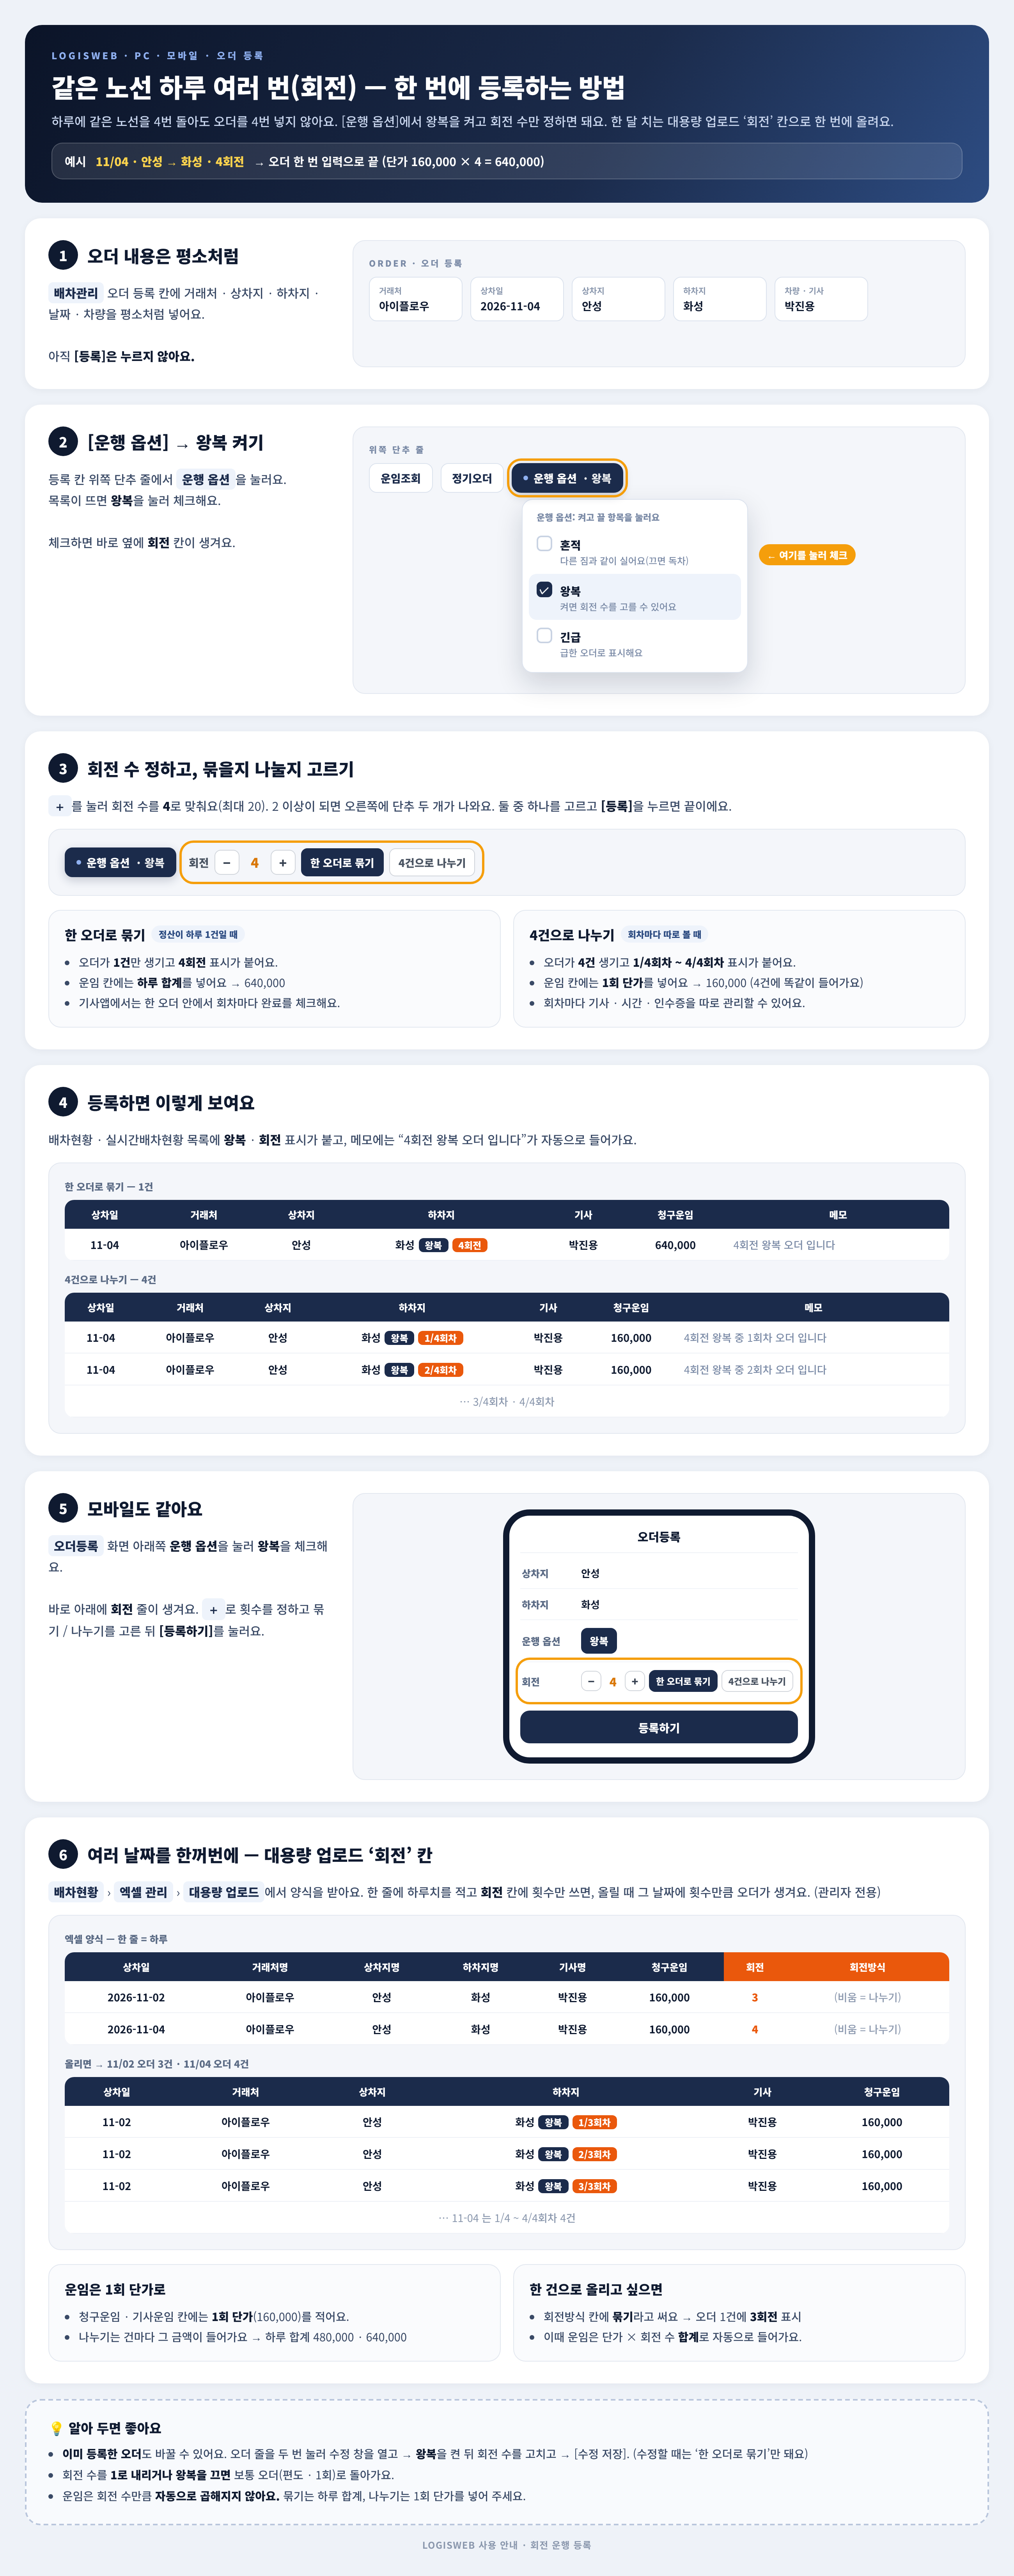 LOGISWEB · PC · 모바일 · 오더 등록
같은 노선 하루 여러 번(회전) — 한 번에 등록하는 방법
하루에 같은 노선을 4번 돌아도 오더를 4번 넣지 않아요. [운행 옵션]에서 왕복을 켜고 회전 수만 정하면 돼요. 한 달 치는 대용량 업로드 ‘회전’ 칸으로 한 번에 올려요.
예시 11/04 · 안성 → 화성 · 4회전 → 오더 한 번 입력으로 끝 (단가 160,000 × 4 = 640,000)
1 오더 내용은 평소처럼
배차관리 오더 등록 칸에 거래처 · 상차지 · 하차지 ·
날짜 · 차량을 평소처럼 넣어요.
아직 [등록]은 누르지 않아요.
ORDER · 오더 등록
거래처 상차일 상차지 하차지 차량 · 기사
아이플로우 2026-11-04 안성 화성 박진용
2 [운행 옵션] → 왕복 켜기
등록 칸 위쪽 단추 줄에서 운행 옵션 을 눌러요.
목록이 뜨면 왕복을 눌러 체크해요.
체크하면 바로 옆에 회전 칸이 생겨요.
위쪽 단추 줄
운임조회 정기오더 운행 옵션 · 왕복
운행 옵션: 켜고 끌 항목을 눌러요
혼적
다른 짐과 같이 실어요(끄면 독차)
← 여기를 눌러 체크
왕복
켜면 회전 수를 고를 수 있어요
긴급
급한 오더로 표시해요
3 회전 수 정하고, 묶을지 나눌지 고르기
+ 를 눌러 회전 수를 4로 맞춰요(최대 20). 2 이상이 되면 오른쪽에 단추 두 개가 나와요. 둘 중 하나를 고르고 [등록]을 누르면 끝이에요.
운행 옵션 · 왕복 회전 − 4 + 한 오더로 묶기 4건으로 나누기
한 오더로 묶기 정산이 하루 1건일 때
오더가 1건만 생기고 4회전 표시가 붙어요.
운임 칸에는 하루 합계를 넣어요 → 640,000
기사앱에서는 한 오더 안에서 회차마다 완료를 체크해요.
4건으로 나누기 회차마다 따로 볼 때
오더가 4건 생기고 1/4회차 ~ 4/4회차 표시가 붙어요.
운임 칸에는 1회 단가를 넣어요 → 160,000 (4건에 똑같이 들어가요)
회차마다 기사 · 시간 · 인수증을 따로 관리할 수 있어요.
4 등록하면 이렇게 보여요
배차현황 · 실시간배차현황 목록에 왕복 · 회전 표시가 붙고, 메모에는 “4회전 왕복 오더 입니다”가 자동으로 들어가요.
한 오더로 묶기 — 1건
상차일 거래처 상차지 하차지 기사 청구운임 메모
11-04 아이플로우 안성 화성 왕복 4회전 박진용 640,000 4회전 왕복 오더 입니다
4건으로 나누기 — 4건
상차일 거래처 상차지 하차지 기사 청구운임 메모
11-04 아이플로우 안성 화성 왕복 1/4회차 박진용 160,000 4회전 왕복 중 1회차 오더 입니다
11-04 아이플로우 안성 화성 왕복 2/4회차 박진용 160,000 4회전 왕복 중 2회차 오더 입니다
··· 3/4회차 · 4/4회차
5 모바일도 같아요
오더등록 화면 아래쪽 운행 옵션을 눌러 왕복을 체크해
요.
바로 아래에 회전 줄이 생겨요. + 로 횟수를 정하고 묶
기 / 나누기를 고른 뒤 [등록하기]를 눌러요.
오더등록
상차지 안성
하차지 화성
운행 옵션 왕복
회전 − 4 + 한 오더로 묶기 4건으로 나누기
등록하기
6 여러 날짜를 한꺼번에 — 대용량 업로드 ‘회전’ 칸
배차현황 › 엑셀 관리 › 대용량 업로드 에서 양식을 받아요. 한 줄에 하루치를 적고 회전 칸에 횟수만 쓰면, 올릴 때 그 날짜에 횟수만큼 오더가 생겨요. (관리자 전용)
엑셀 양식 — 한 줄 = 하루
상차일 거래처명 상차지명 하차지명 기사명 청구운임 회전 회전방식
2026-11-02 아이플로우 안성 화성 박진용 160,000 3 (비움 = 나누기)
2026-11-04 아이플로우 안성 화성 박진용 160,000 4 (비움 = 나누기)
올리면 → 11/02 오더 3건 · 11/04 오더 4건
상차일 거래처 상차지 하차지 기사 청구운임
11-02 아이플로우 안성 화성 왕복 1/3회차 박진용 160,000
11-02 아이플로우 안성 화성 왕복 2/3회차 박진용 160,000
11-02 아이플로우 안성 화성 왕복 3/3회차 박진용 160,000
··· 11-04 는 1/4 ~ 4/4회차 4건
운임은 1회 단가로
청구운임 · 기사운임 칸에는 1회 단가(160,000)를 적어요.
나누기는 건마다 그 금액이 들어가요 → 하루 합계 480,000 · 640,000
한 건으로 올리고 싶으면
회전방식 칸에 묶기라고 써요 → 오더 1건에 3회전 표시
이때 운임은 단가 × 회전 수 합계로 자동으로 들어가요.
💡 알아 두면 좋아요
이미 등록한 오더도 바꿀 수 있어요. 오더 줄을 두 번 눌러 수정 창을 열고 → 왕복을 켠 뒤 회전 수를 고치고 → [수정 저장]. (수정할 때는 ‘한 오더로 묶기’만 돼요)
회전 수를 1로 내리거나 왕복을 끄면 보통 오더(편도 · 1회)로 돌아가요.
운임은 회전 수만큼 자동으로 곱해지지 않아요. 묶기는 하루 합계, 나누기는 1회 단가를 넣어 주세요.
LOGISWEB 사용 안내 · 회전 운행 등록